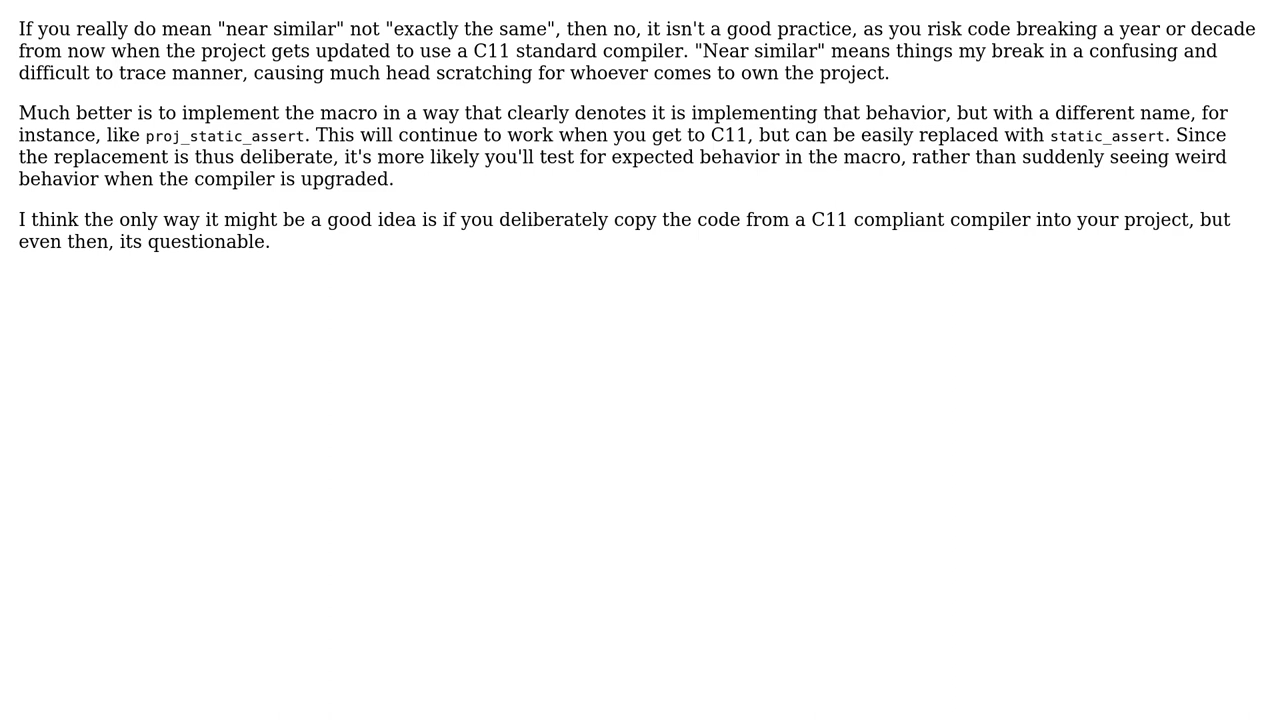 If you really do mean "near similar" not "exactly the same", then no, it isn't a good practice, as you risk code breaking a year or decade
from now when the project gets updated to use a C11 standard compiler. "Near similar" means things my break in a confusing and
difficult to trace manner, causing much head scratching for whoever comes to own the project.
Much better is to implement the macro in a way that clearly denotes it is implementing that behavior, but with a different name, for
instance, like proj_static_assert. This will continue to work when you get to C11, but can be easily replaced with static_assert. Since
the replacement is thus deliberate, it's more likely you'll test for expected behavior in the macro, rather than suddenly seeing weird
behavior when the compiler is upgraded.
I think the only way it might be a good idea is if you deliberately copy the code from a C11 compliant compiler into your project, but
even then, its questionable.